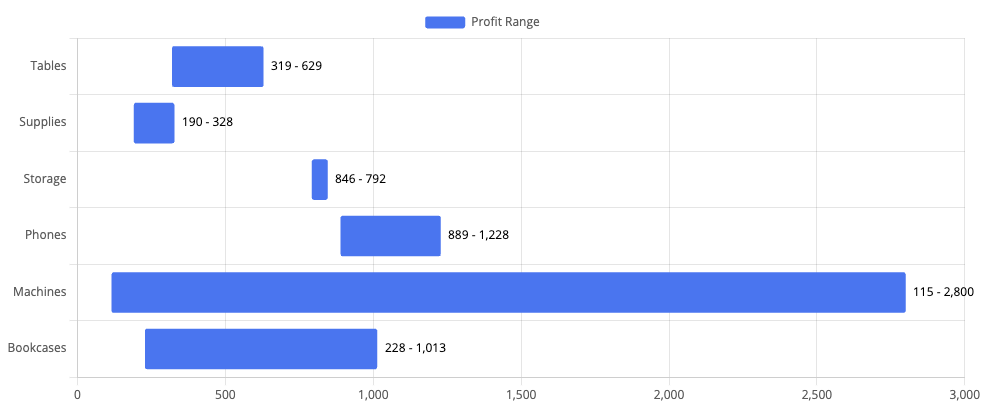 Profit Range
Tables 319 - 629
Supplies 190 - 328
Storage 846 - 792
Phones 889 - 1,228
Machines 115 - 2,800
Bookcases 228 - 1,013
0 500 1,000 1,500 2,000 2,500 3,000